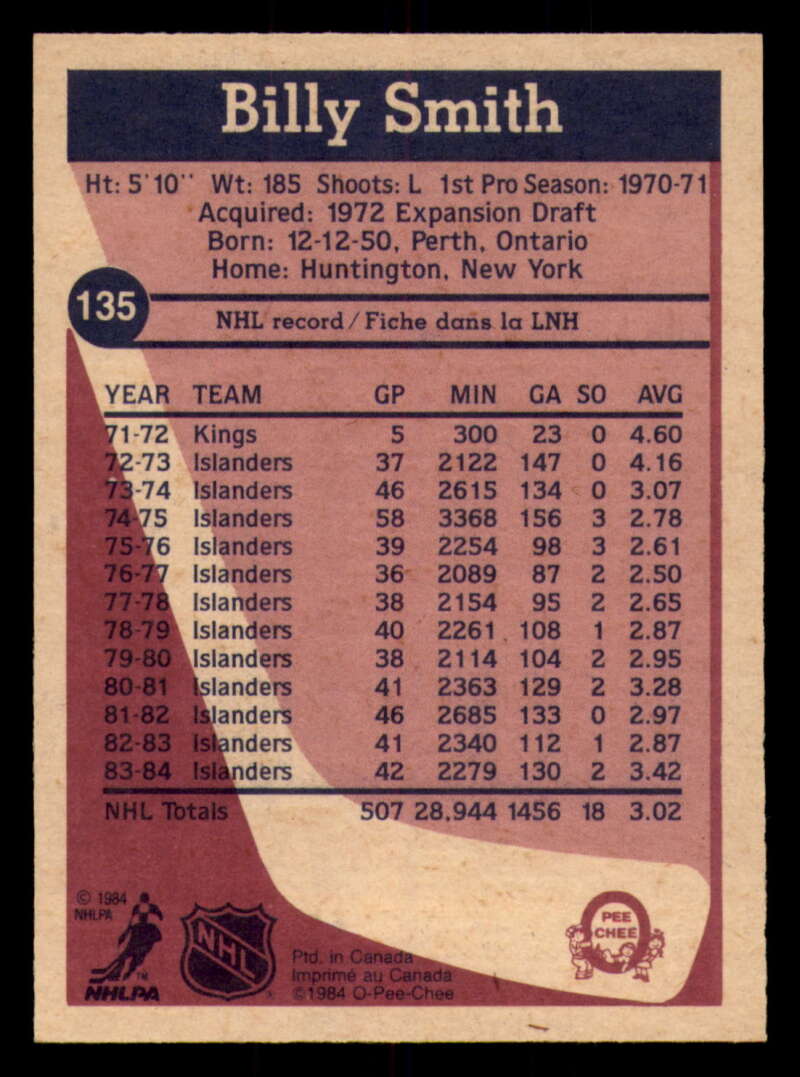 Billy Smith
Ht: 5'10'' Wt: 185 Shoots: L 1st Pro Season: 1970-71
Acquired: 1972 Expansion Draft
Born: 12-12-50, Perth, Ontario
Home: Huntington, New York
135
NHL record / Fiche dans la LNH
YEAR TEAM GP MIN GA SO AVG
71-72 Kings 5 300 23 0 4.60
72-73 Islanders 37 2122 147 0 4.16
73-74 Islanders 46 2615 134 0 3.07
74-75 Islanders 58 3368 156 3 2.78
75-76 Islanders 39 2254 98 3 2.61
76-77 Islanders 36 2089 87 2 2.50
77-78 Islanders 38 2154 95 2 2.65
78-79 Islanders 40 2261 108 1 2.87
79-80 Islanders 38 2114 104 2 2.95
80-81 Islanders 41 2363 129 2 3.28
81-82 Islanders 46 2685 133 0 2.97
82-83 Islanders 41 2340 112 1 2.87
83-84 Islanders 42 2279 130 2 3.42
NHL Totals 507 28,944 1456 18 3.02
© 1984
NHLPA
TM
NHLPA
NHL
Ptd. in Canada
Imprimé au Canada
©1984 O-Pee-Chee
O
PEE
CHEE